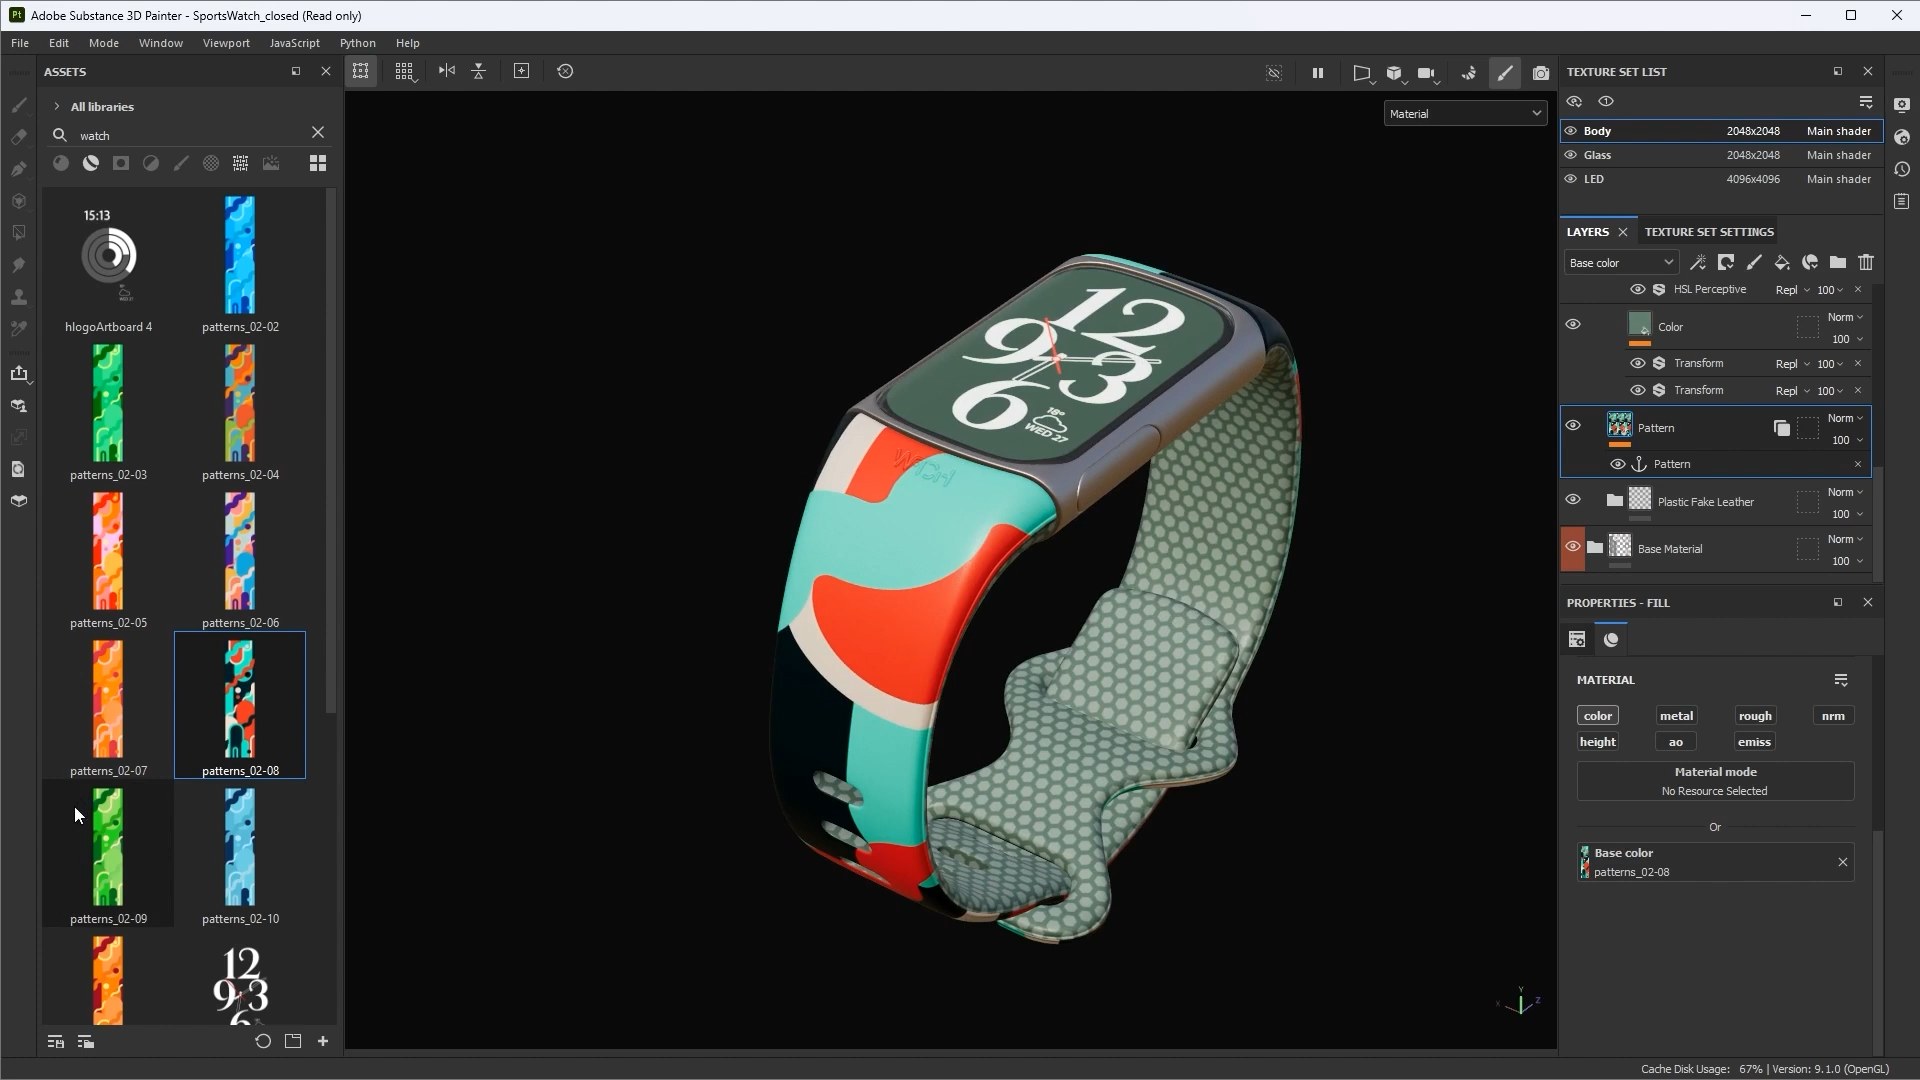 Pt Adobe Substance 3D Painter - SportsWatch_closed (Read only)
File Edit Mode Window Viewport JavaScript Python Help
ASSETS
All libraries
watch
15:13
WED 27
hlogoArtboard 4
patterns_02-02
patterns_02-03
patterns_02-04
patterns_02-05
patterns_02-06
patterns_02-07
patterns_02-08
patterns_02-09
patterns_02-10
12
9 3
6
Material
12
9 3
6
18°
WED 27
Y
X Z
TEXTURE SET LIST
Body 2048x2048 Main shader
Glass 2048x2048 Main shader
LED 4096x4096 Main shader
LAYERS TEXTURE SET SETTINGS
Base color
HSL Perceptive Repl 100
Color Norm
100
Transform Repl 100
Transform Repl 100
Pattern Norm
100
Pattern
Plastic Fake Leather Norm
100
Base Material Norm
100
PROPERTIES - FILL
MATERIAL
color metal rough nrm
height ao emiss
Material mode
No Resource Selected
Or
Base color
patterns_02-08
Cache Disk Usage: 67% | Version: 9.1.0 (OpenGL)